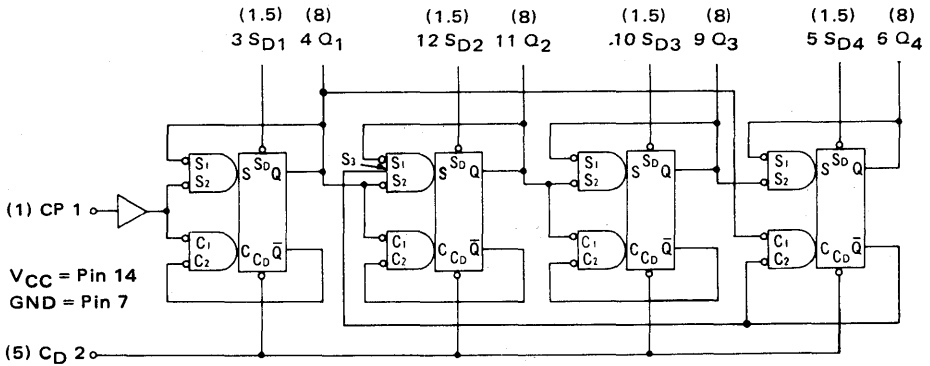 (1.5) (8) (1.5) (8) (1.5) (8) (1.5) (8)
3 SD1 4 Q1 12 SD2 11 Q2 .10 SD3 9 Q3 5 SD4 6 Q4
S1 SD S Q S2
S3 S1 SD S Q S2
S1 SD S Q S2
S1 SD S Q S2
(1) CP 1
C1 C Q̅ C2 CD
C1 C Q̅ C2 CD
C1 C Q̅ C2 CD
C1 C Q̅ C2 CD
VCC = Pin 14
GND = Pin 7
(5) CD 2